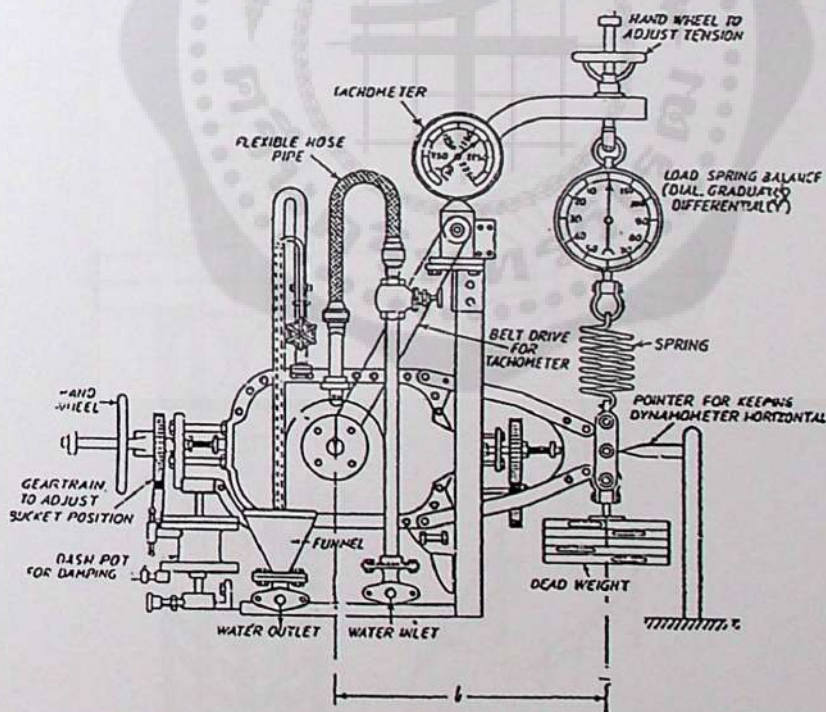 HAND WHEEL TO
ADJUST TENSION
TACHOMETER
FLEXIBLE HOSE
PIPE
LOAD SPRING BALANCE
(DIAL GRADUATED
DIFFERENTIALLY)
BELT DRIVE
FOR
TACHOMETER
SPRING
HAND
WHEEL
POINTER FOR KEEPING
DYNAMOMETER HORIZONTAL
GEARTRAIN
TO ADJUST
BUCKET POSITION
FUNNEL
DASH POT
FOR DAMPING
DEAD WEIGHT
WATER OUTLET
WATER INLET